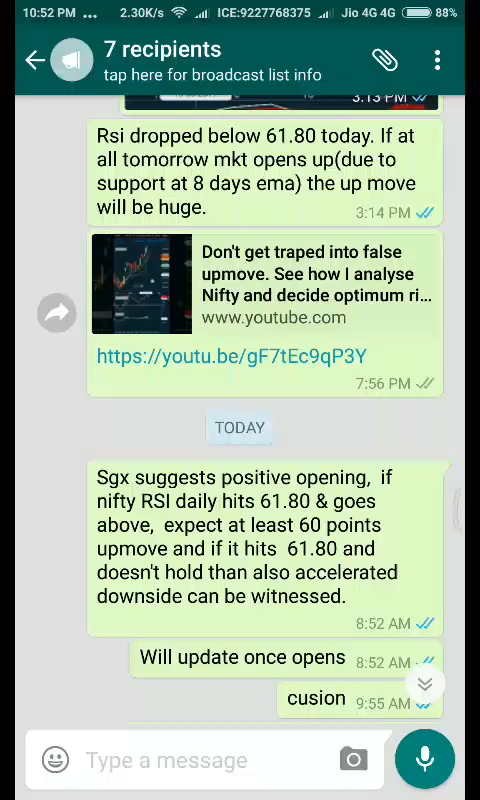 10:52 PM ... 2.30K/s ICE:9227768375 Jio 4G 4G 88%
7 recipients
tap here for broadcast list info
3:13 PM
Rsi dropped below 61.80 today. If at
all tomorrow mkt opens up(due to
support at 8 days ema) the up move
will be huge.
3:14 PM
Don't get traped into false
upmove. See how I analyse
Nifty and decide optimum ri...
www.youtube.com
https://youtu.be/gF7tEc9qP3Y
7:56 PM
TODAY
Sgx suggests positive opening, if
nifty RSI daily hits 61.80 & goes
above, expect at least 60 points
upmove and if it hits 61.80 and
doesn't hold than also accelerated
downside can be witnessed.
8:52 AM
Will update once opens 8:52 AM
cusion 9:55 AM
Type a message